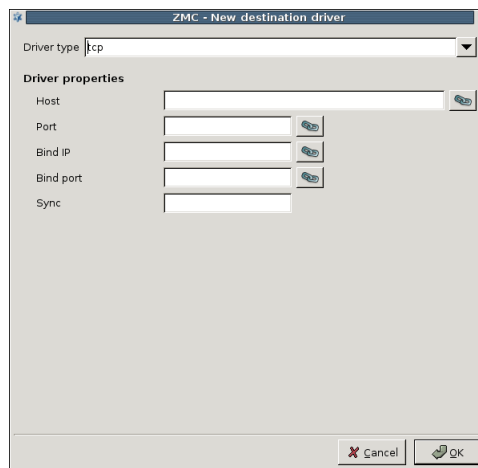 ZMC - New destination driver
Driver type tcp
Driver properties
Host
Port
Bind IP
Bind port
Sync
Cancel OK